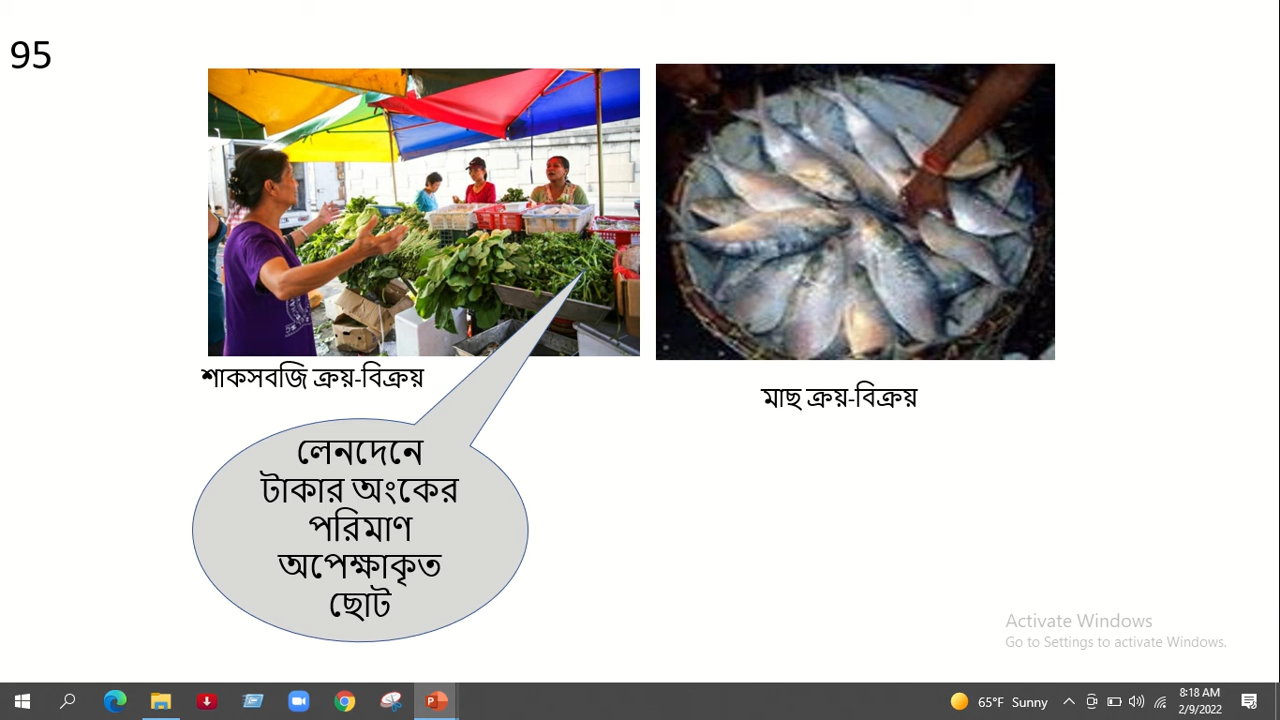 95
শাকসবজি ক্রয়-বিক্রয়
মাছ ক্রয়-বিক্রয়
লেনদেনে
টাকার অংকের
পরিমাণ
অপেক্ষাকৃত
ছোট
Activate Windows
Go to Settings to activate Windows.
65°F Sunny
8:18 AM
2/9/2022